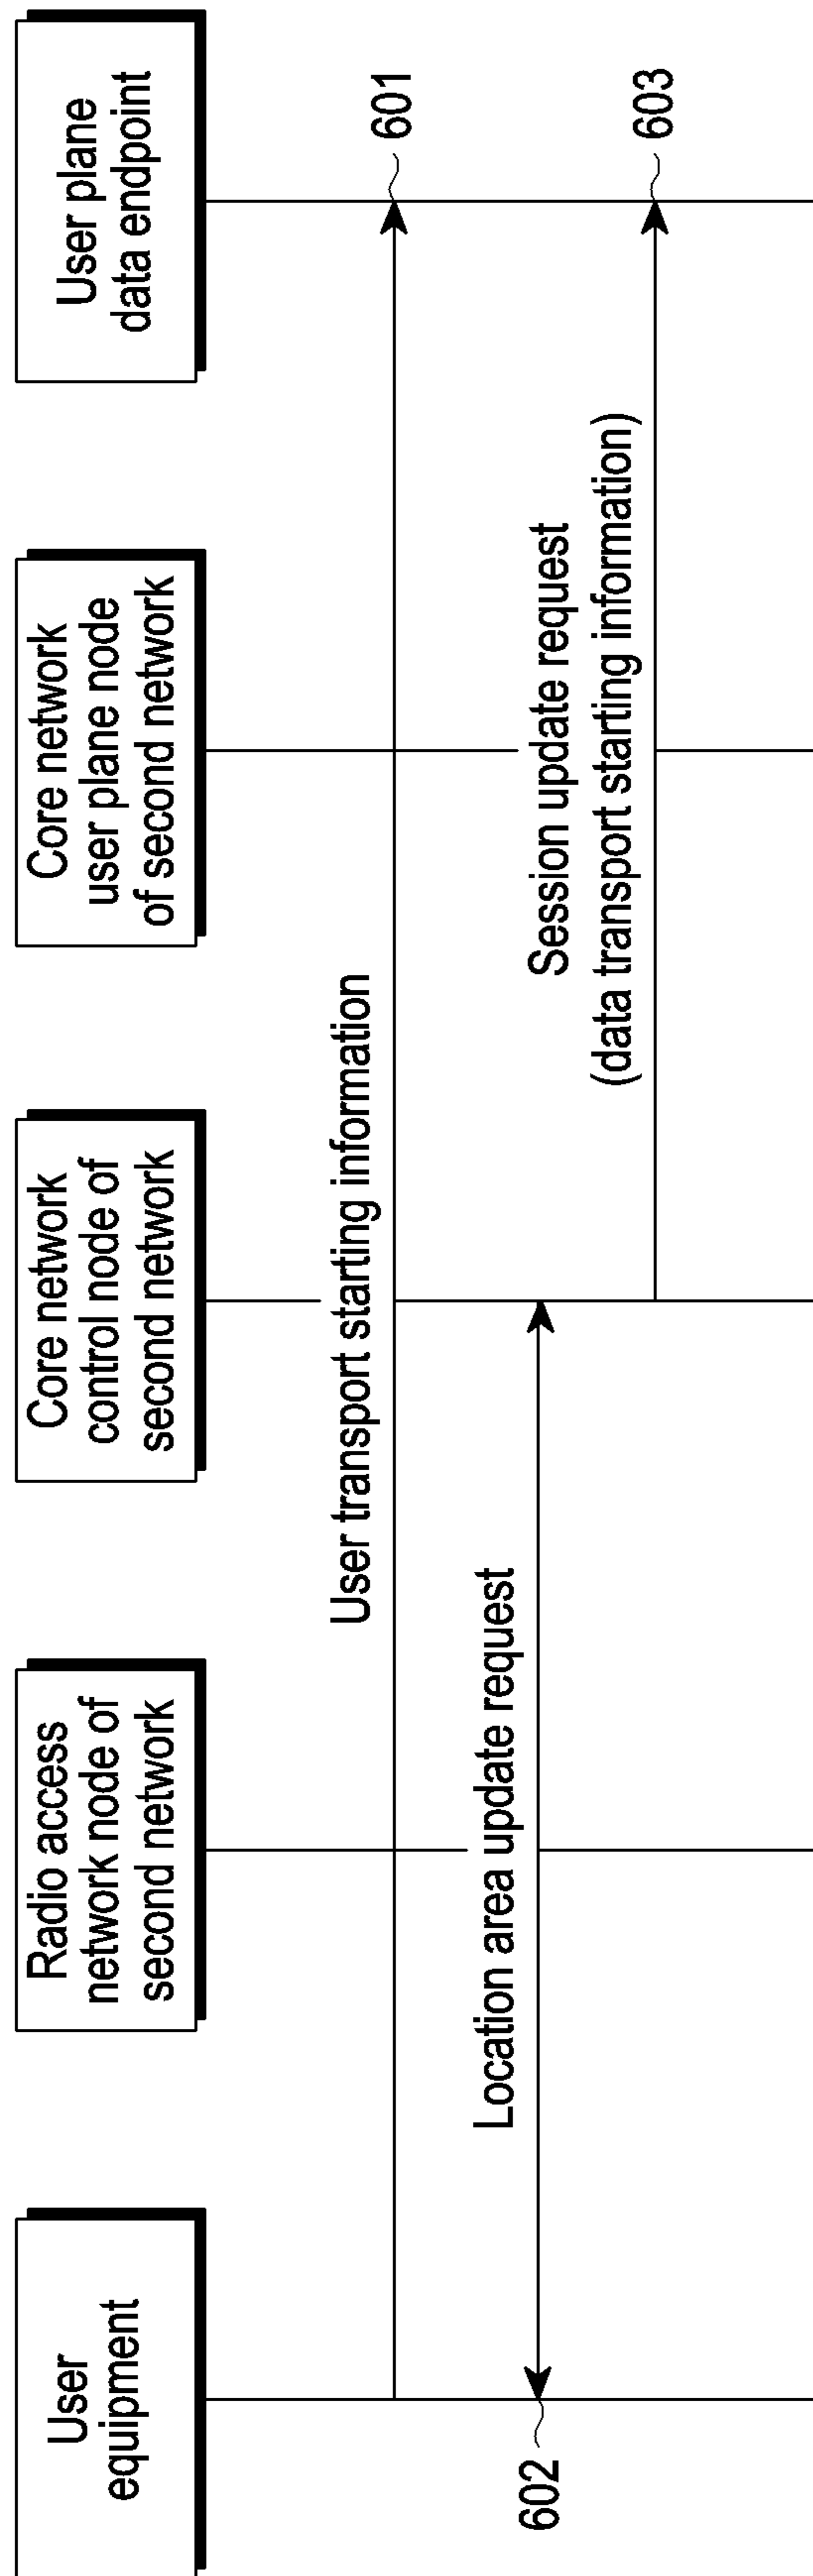 User
equipment
Radio access
network node of
second network
Core network
control node of
second network
Core network
user plane node
of second network
User plane
data endpoint
User transport starting information
601
602
Location area update request
Session update request
(data transport starting information)
603